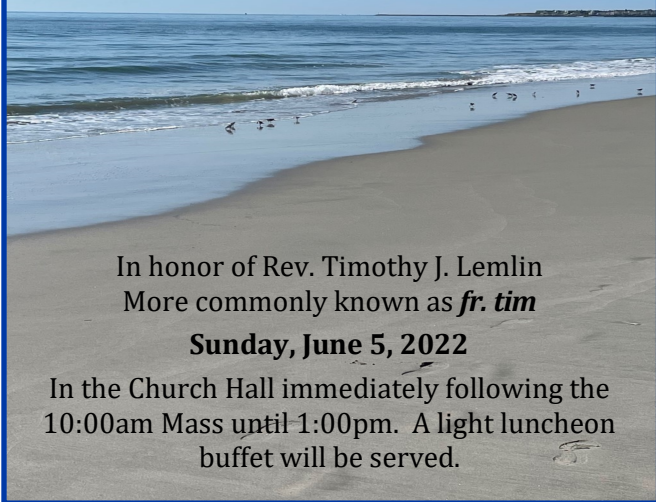 In honor of Rev. Timothy J. Lemlin
More commonly known as fr. tim
Sunday, June 5, 2022
In the Church Hall immediately following the
10:00am Mass until 1:00pm.  A light luncheon
buffet will be served.